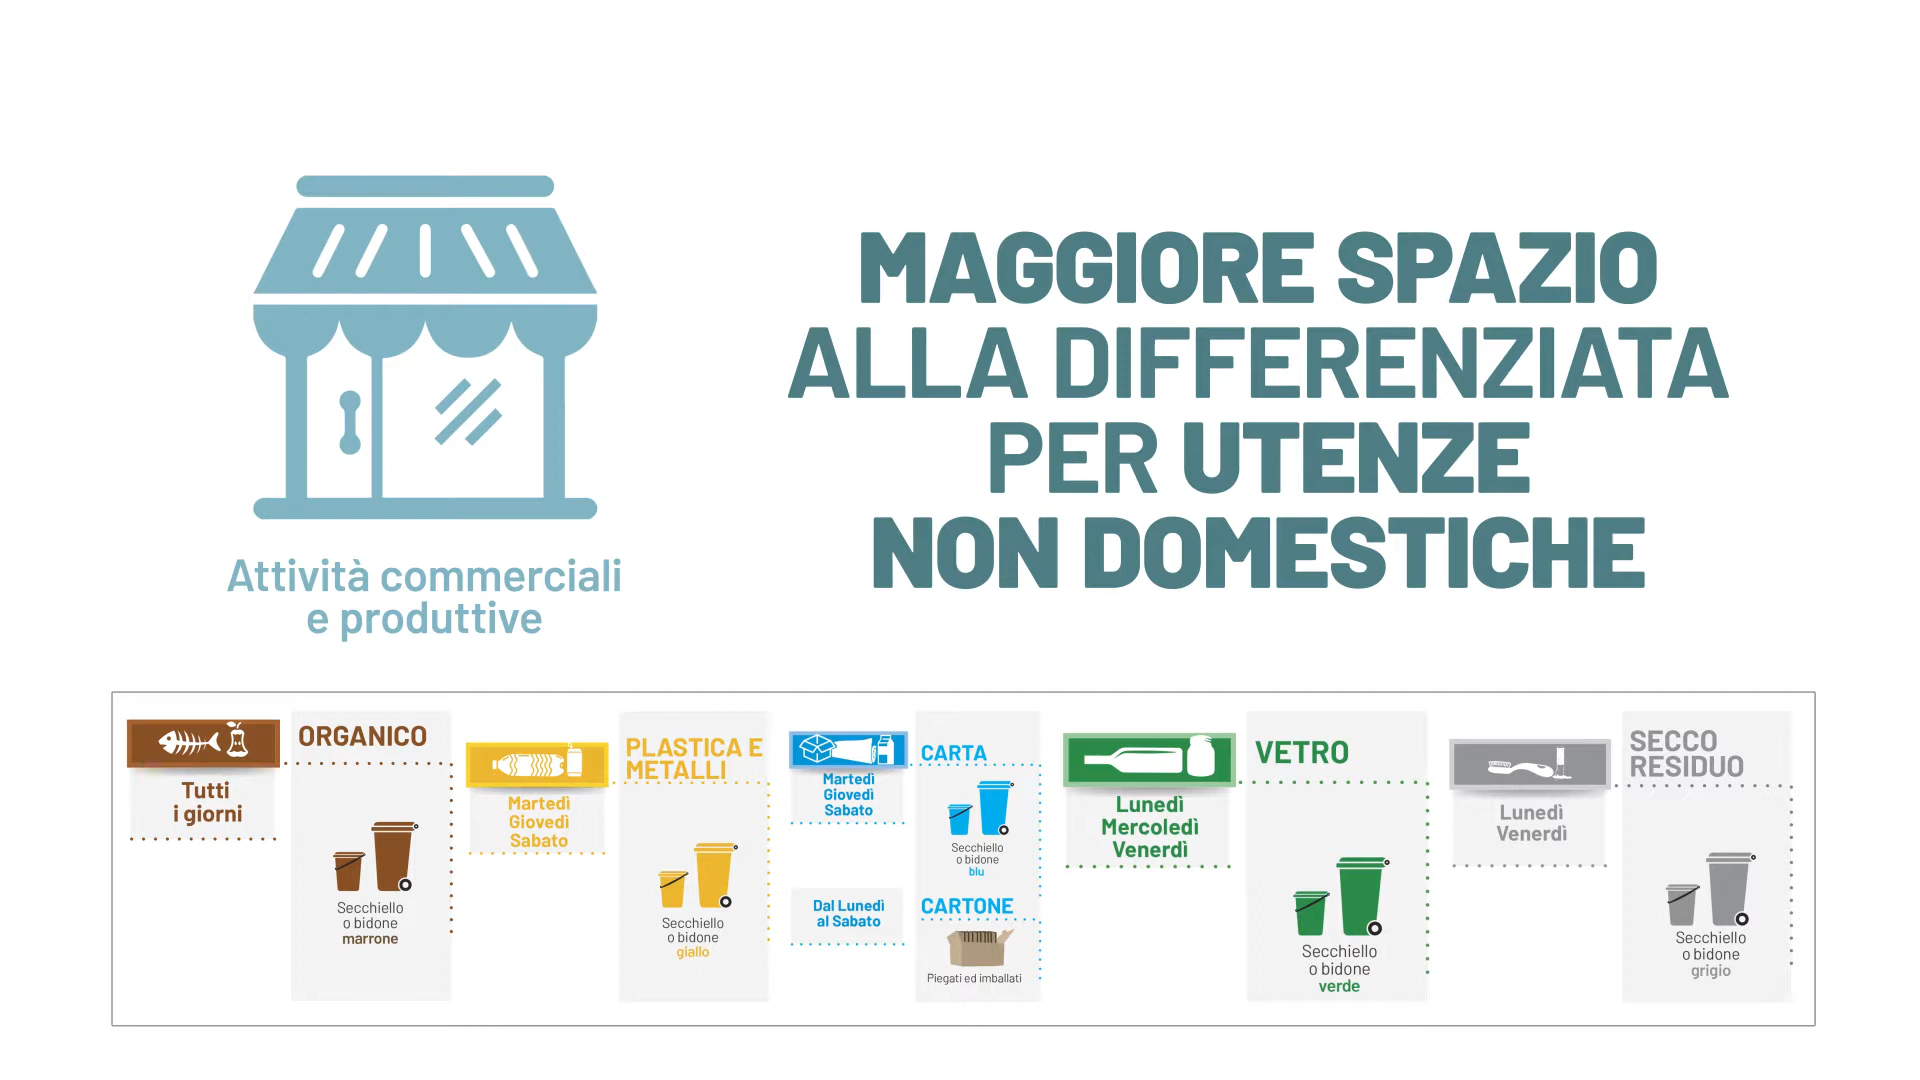 MAGGIORE SPAZIO
ALLA DIFFERENZIATA
PER UTENZE
NON DOMESTICHE
Attività commerciali
e produttive
ORGANICO
Tutti
i giorni
Secchiello
o bidone
marrone
PLASTICA E
METALLI
Martedì
Giovedì
Sabato
Secchiello
o bidone
giallo
CARTA
Martedì
Giovedì
Sabato
Secchiello
o bidone
blu
Dal Lunedì
al Sabato
CARTONE
Piegati ed imballati
VETRO
Lunedì
Mercoledì
Venerdì
Secchiello
o bidone
verde
SECCO
RESIDUO
Lunedì
Venerdì
Secchiello
o bidone
grigio